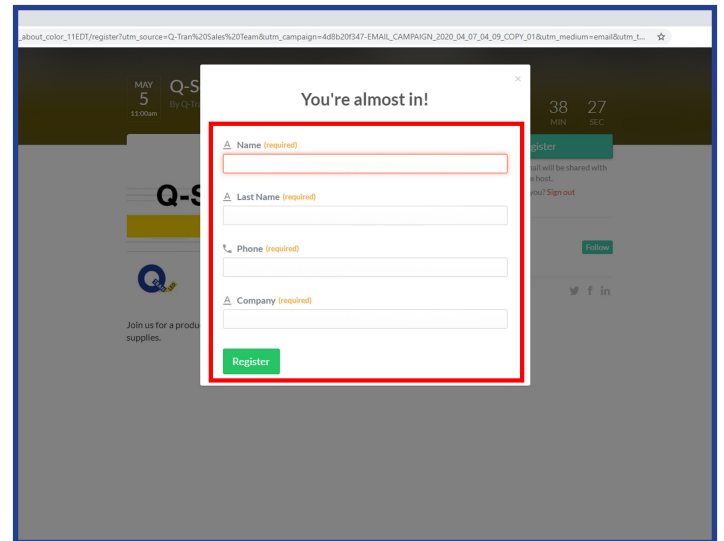 _about_color_11EDT/register?utm_source=Q-Tran%20Sales%20Team&utm_campaign=4d8b20f347-EMAIL_CAMPAIGN_2020_04_07_04_09_COPY_01&utm_medium=email&utm_t...
MAY
5
11:00am
Q-S
By Q-Tr
38 27
MIN SEC
You're almost in!
×
Name (required)
Last Name (required)
Phone (required)
Company (required)
Register
gister
ail will be shared with
e host.
you? Sign out
Follow
Q-S
Join us for a produ
supplies.